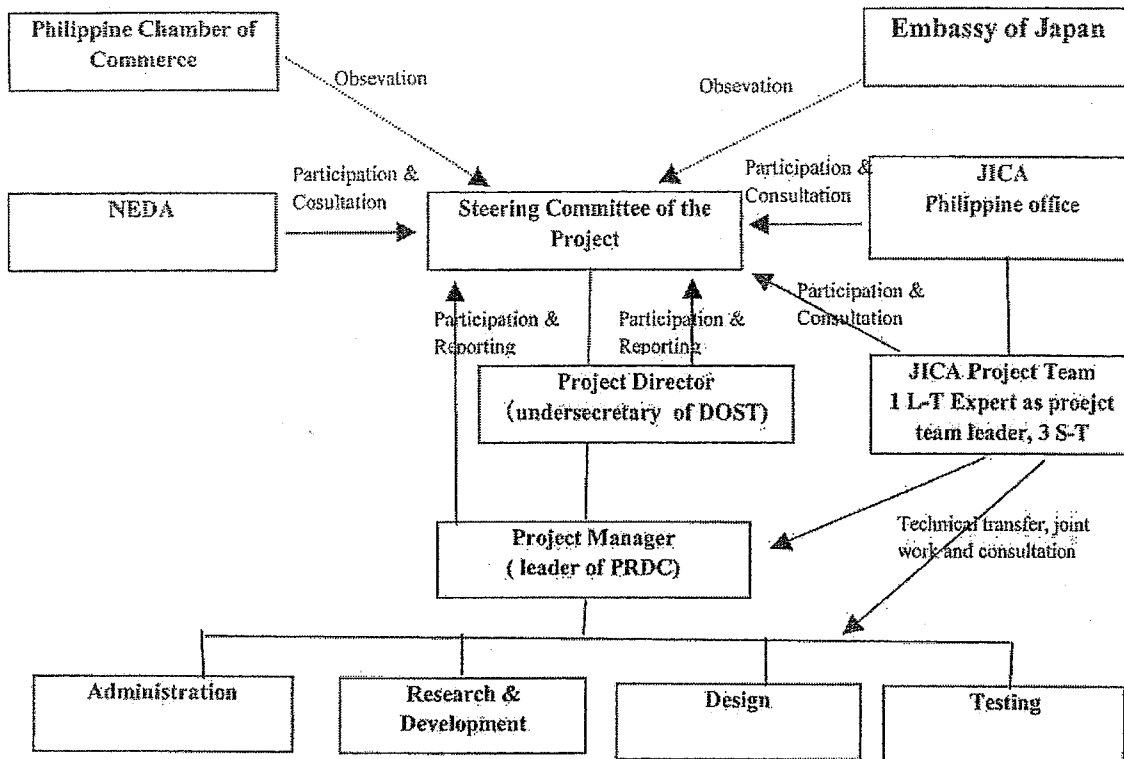 Philippine Chamber of
Commerce
Embassy of Japan
Obsevation
Obsevation
NEDA
Participation &
Cosultation
Steering Committee of the
Project
Participation &
Consultation
JICA
Philippine office
Participation &
Reporting
Participation &
Reporting
Participation &
Consultation
Project Director
(undersecretary of DOST)
JICA Project Team
1 L-T Expert as proejct
team leader, 3 S-T
Project Manager
( leader of PRDC)
Technical transfer, joint
work and consultation
Administration
Research &
Development
Design
Testing